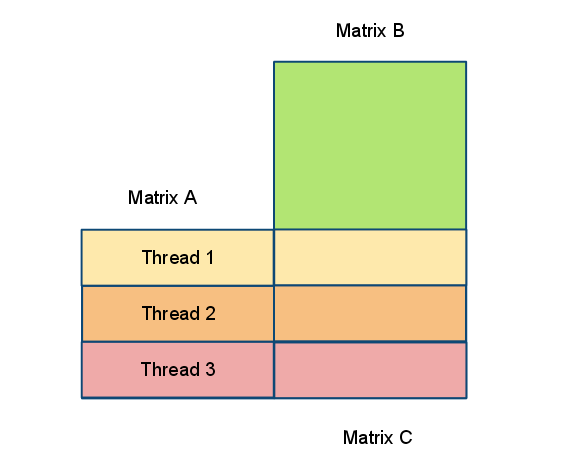 Matrix B
Matrix A
Thread 1
Thread 2
Thread 3
Matrix C